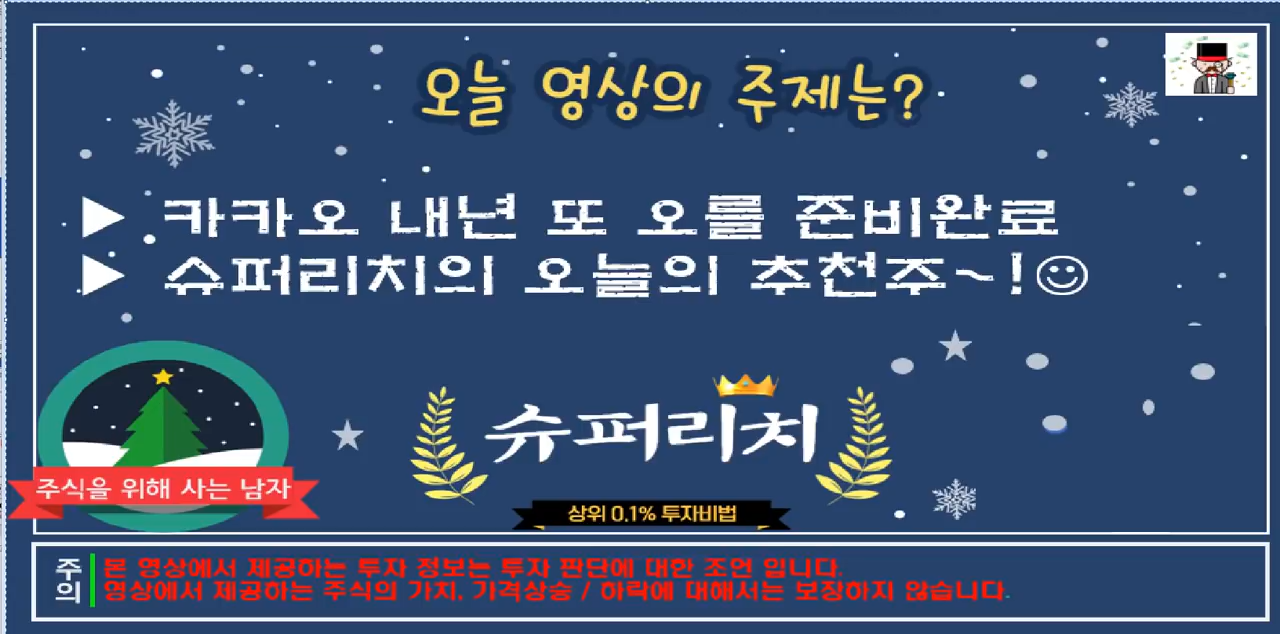 오늘 영상의 주제는?
▶ 카카오 내년 또 오를 준비완료
▶ 슈퍼리치의 오늘의 추천주~!☺
주식을 위해 사는 남자
슈퍼리치
상위 0.1% 투자비법
주의
본 영상에서 제공하는 투자 정보는 투자 판단에 대한 조언 입니다.
영상에서 제공하는 주식의 가치, 가격상승 / 하락에 대해서는 보장하지 않습니다.